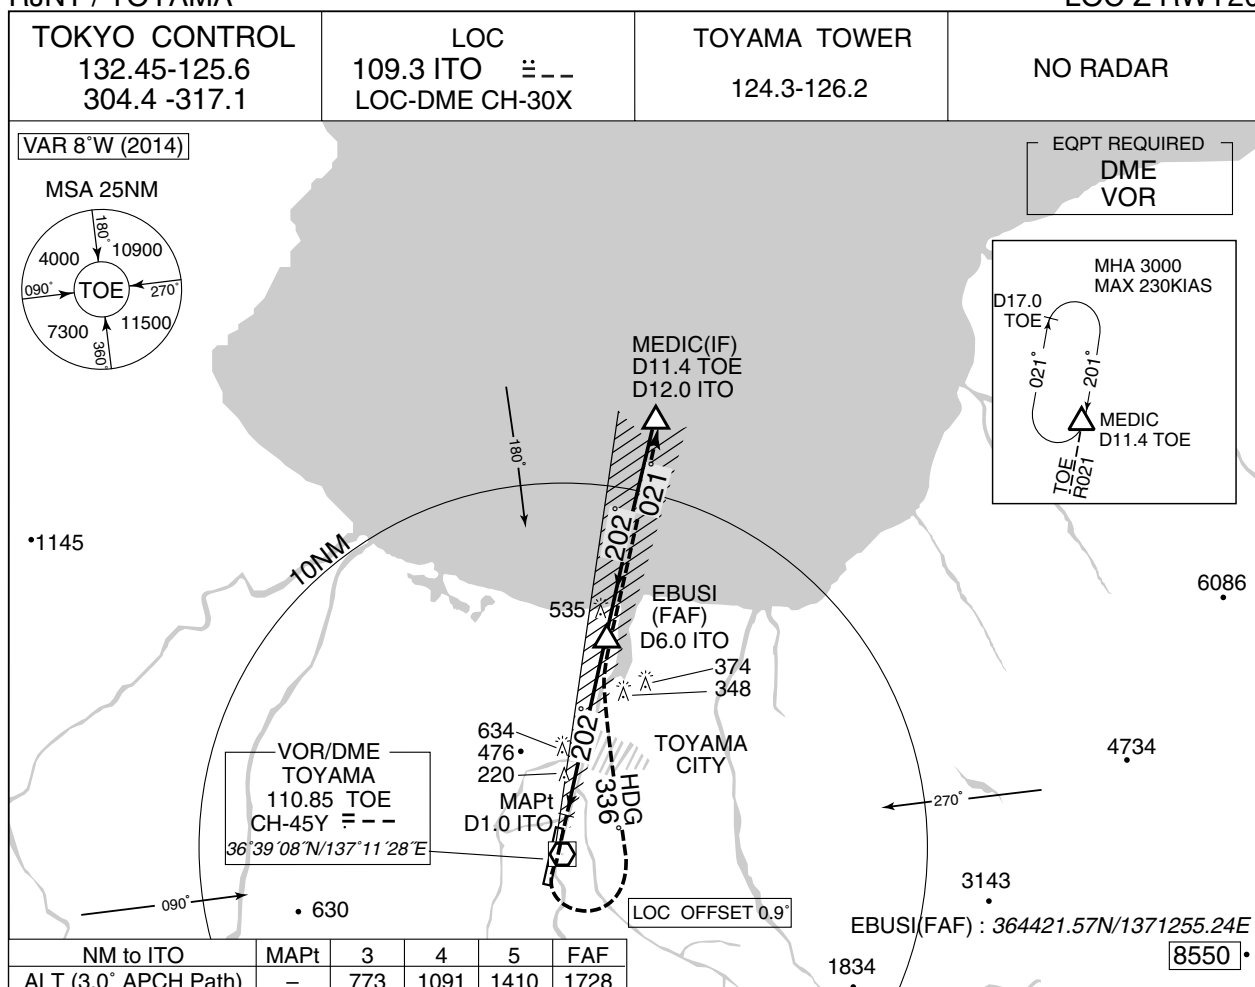 RJNT / TOYAMA
LOC Z RWY20
TOKYO CONTROL
132.45-125.6
304.4 -317.1
LOC
109.3 ITO
LOC-DME CH-30X
TOYAMA TOWER
124.3-126.2
NO RADAR
VAR 8°W (2014)
MSA 25NM
180°
4000
10900
090°
TOE
270°
7300
11500
360°
EQPT REQUIRED
DME
VOR
MHA 3000
MAX 230KIAS
D17.0
TOE
021°
201°
MEDIC
D11.4 TOE
TOE
R021
MEDIC(IF)
D11.4 TOE
D12.0 ITO
180°
021°
202°
10NM
1145
6086
535
EBUSI
(FAF)
D6.0 ITO
374
348
202°
634
476
220
TOYAMA
CITY
4734
VOR/DME
TOYAMA
110.85 TOE
CH-45Y
36°39´08˝N/137°11´28˝E
MAPt
D1.0 ITO
HDG
336°
270°
090°
630
3143
LOC OFFSET 0.9°
EBUSI(FAF) : 364421.57N/1371255.24E
8550
1834
NM to ITO MAPt 3 4 5 FAF
ALT (3.0° APCH Path) – 773 1091 1410 1728